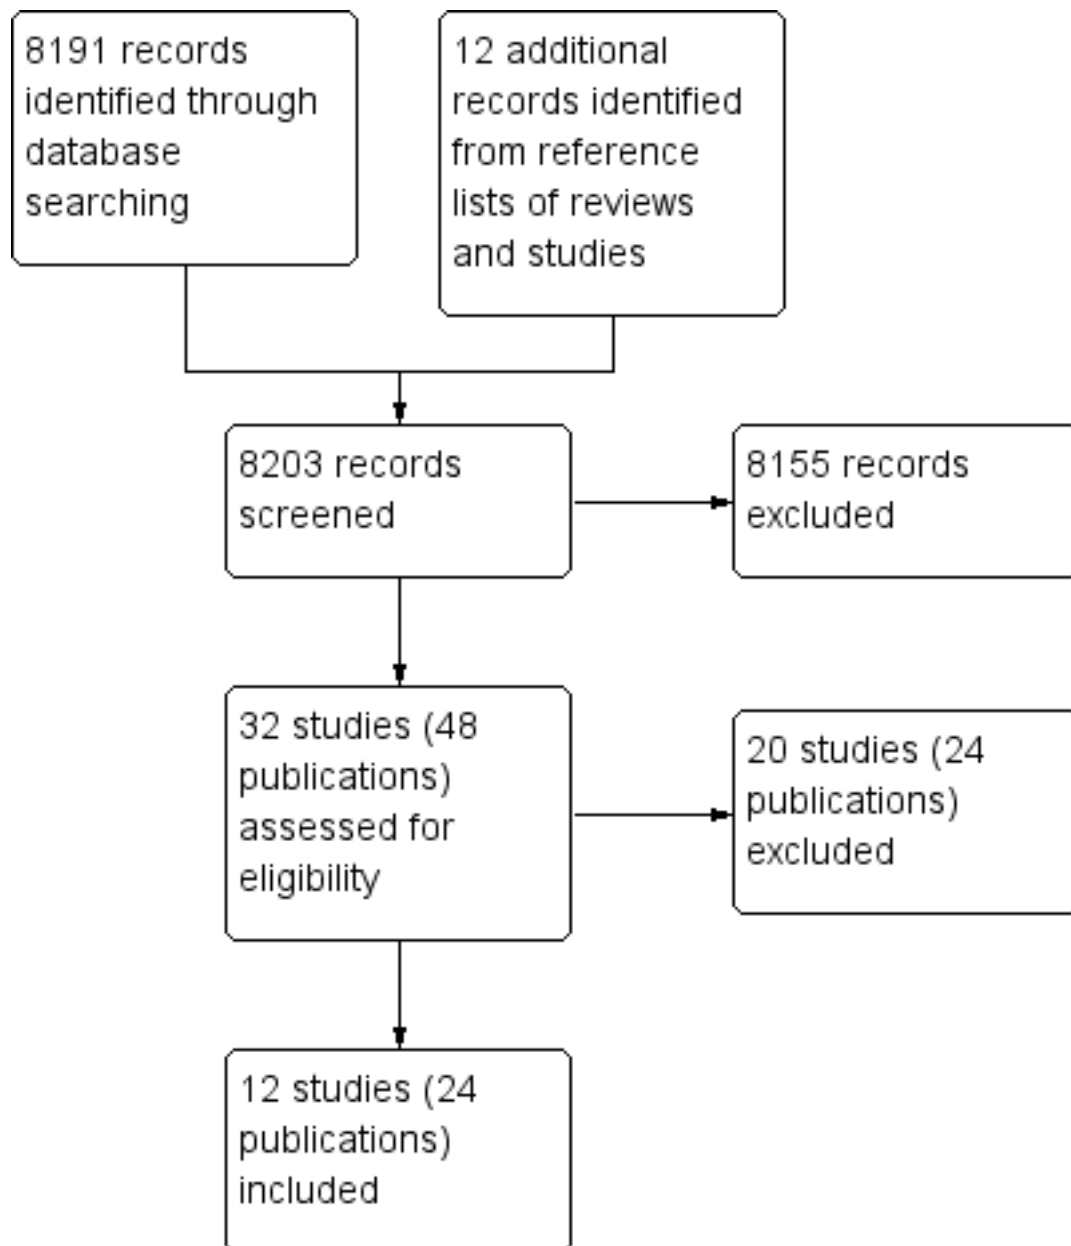 8191 records
identified through
database
searching
12 additional
records identified
from reference
lists of reviews
and studies
8203 records
screened
8155 records
excluded
32 studies (48
publications)
assessed for
eligibility
20 studies (24
publications)
excluded
12 studies (24
publications)
included